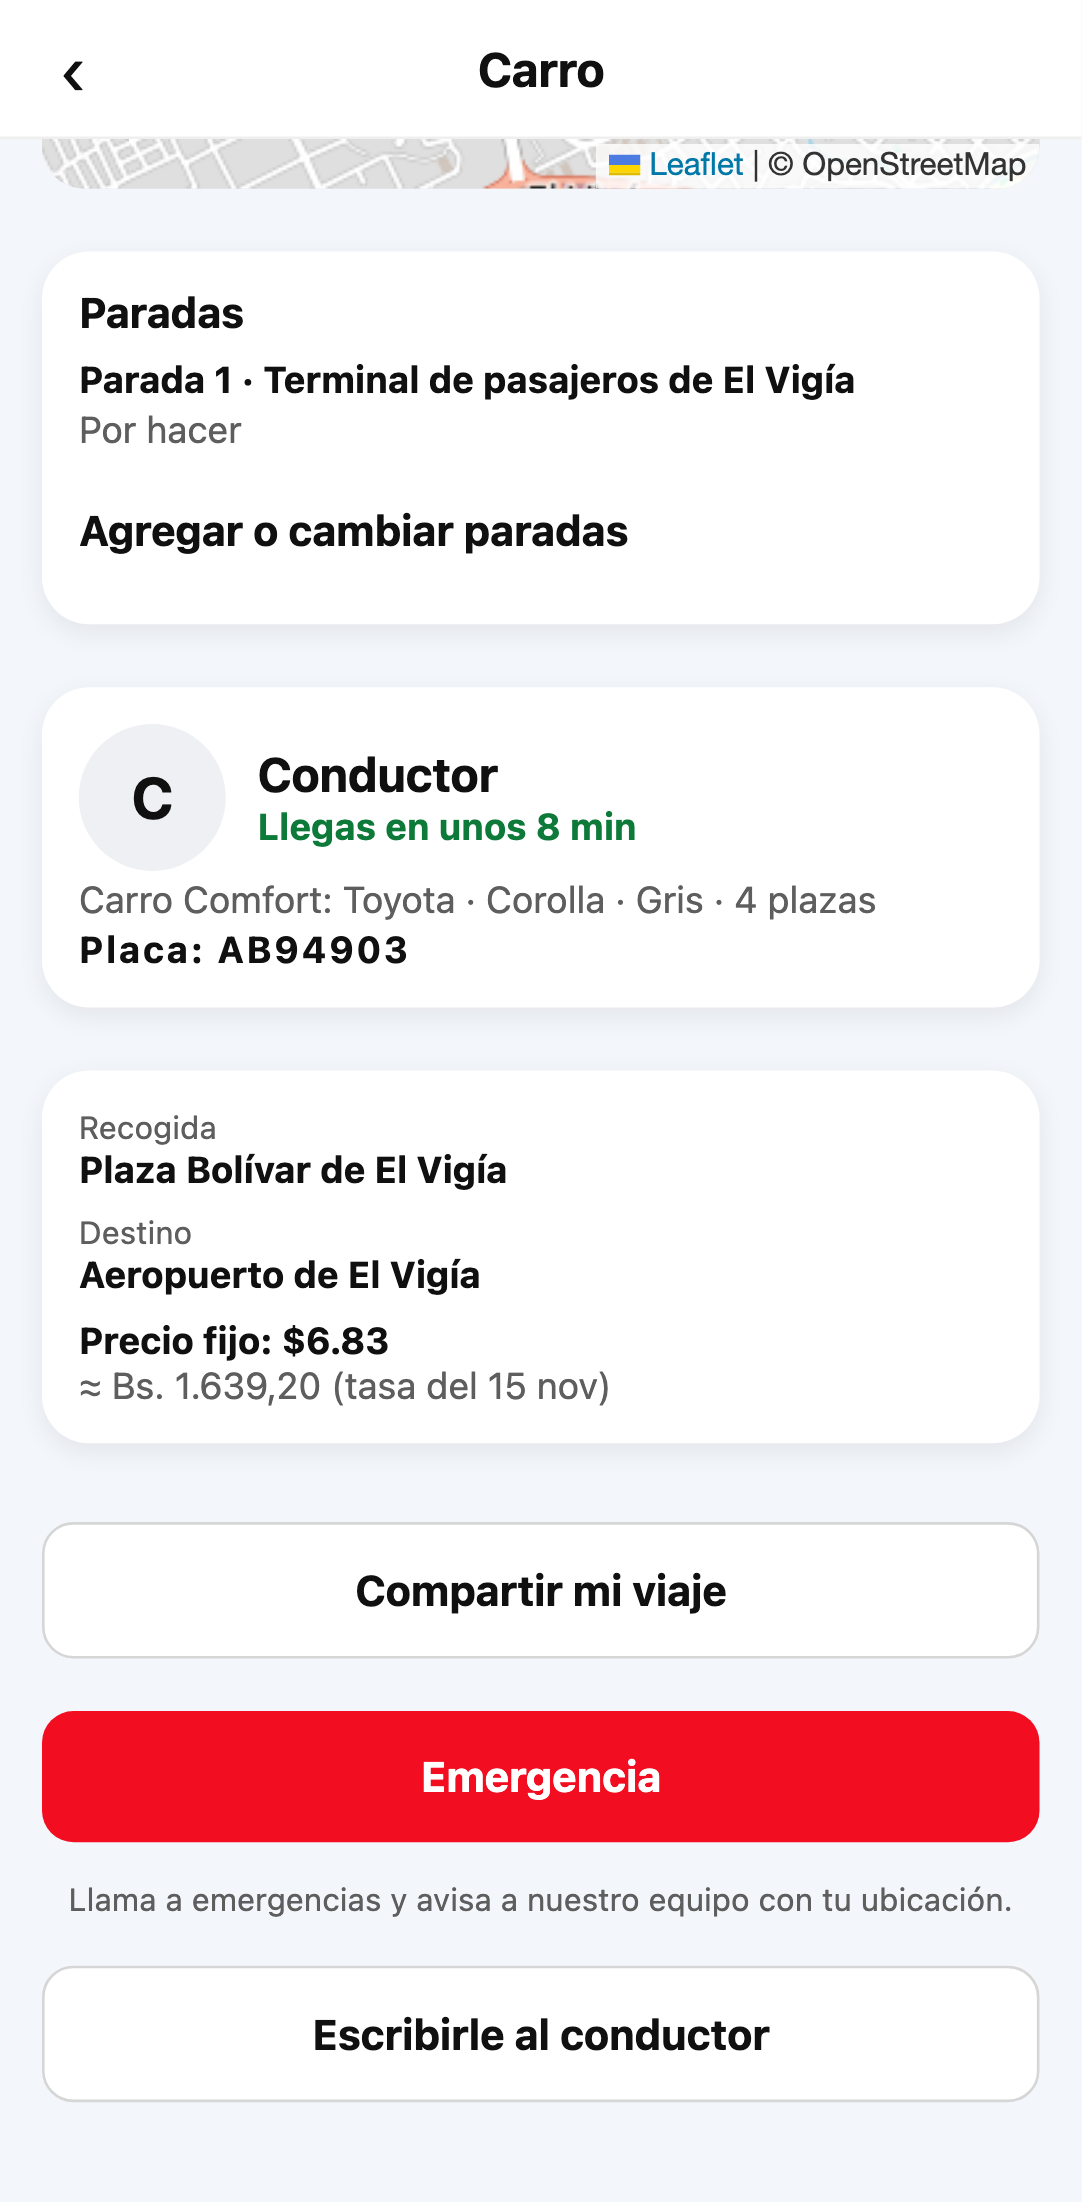 Carro
Leaflet | © OpenStreetMap
Paradas
Parada 1 · Terminal de pasajeros de El Vigía
Por hacer
Agregar o cambiar paradas
C
Conductor
Llegas en unos 8 min
Carro Comfort: Toyota · Corolla · Gris · 4 plazas
Placa: AB94903
Recogida
Plaza Bolívar de El Vigía
Destino
Aeropuerto de El Vigía
Precio fijo: $6.83
≈ Bs. 1.639,20 (tasa del 15 nov)
Compartir mi viaje
Emergencia
Llama a emergencias y avisa a nuestro equipo con tu ubicación.
Escribirle al conductor